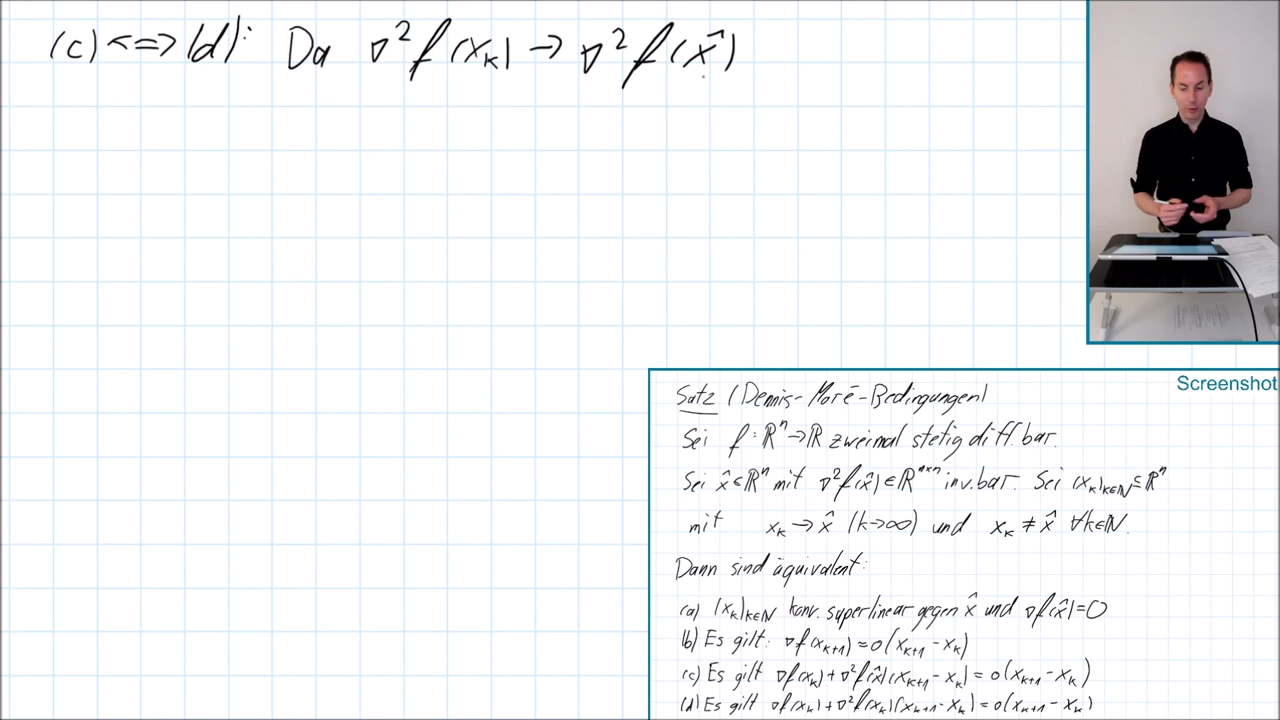 (c) <=> (d): Da ∇²f(x_k) → ∇²f(x̂)
Screenshot
Satz (Dennis-Moré-Bedingungen)
Sei f: ℝⁿ→ℝ zweimal stetig diff.bar.
Sei x̂∈ℝⁿ mit ∇²f(x̂)∈ℝⁿˣⁿ inv.bar. Sei (x_k)_{k∈ℕ}⊆ℝⁿ
mit x_k → x̂ (k→∞) und x_k ≠ x̂ ∀k∈ℕ.
Dann sind äquivalent:
(a) (x_k)_{k∈ℕ} konv. superlinear gegen x̂ und ∇f(x̂)=0
(b) Es gilt: ∇f(x_{k+1}) = o(x_{k+1} - x_k)
(c) Es gilt ∇f(x_k)+∇²f(x̂)(x_{k+1} - x_k) = o(x_{k+1} - x_k)
(d) Es gilt ∇f(x_k)+∇²f(x_k)(x_{k+1} - x_k) = o(x_{k+1} - x_k)